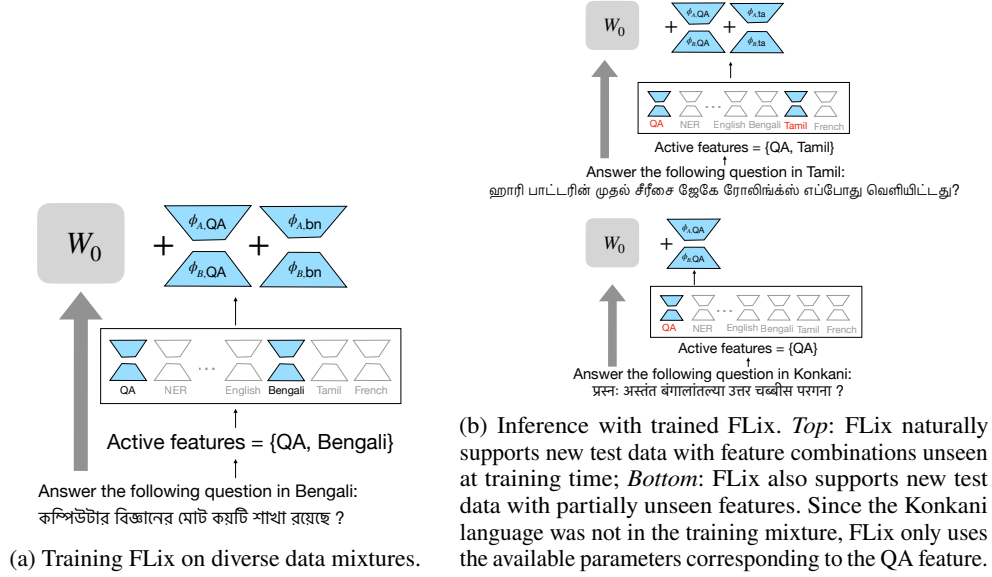 W0
+
ϕA,QA
ϕB,QA
+
ϕA,bn
ϕB,bn
QA NER ... English Bengali Tamil French
Active features = {QA, Bengali}
Answer the following question in Bengali:
কম্পিউটার বিজ্ঞানের মোট কয়টি শাখা রয়েছে ?
(a) Training FLix on diverse data mixtures.
W0
+
ϕA,QA
ϕB,QA
+
ϕA,ta
ϕB,ta
QA NER ... English Bengali Tamil French
Active features = {QA, Tamil}
Answer the following question in Tamil:
ஹாரி பாட்டரின் முதல் சீரீசை ஜேகே ரோலிங்க்ஸ் எப்போது வெளியிட்டது?
W0
+
ϕA,QA
ϕB,QA
QA NER ... English Bengali Tamil French
Active features = {QA}
Answer the following question in Konkani:
प्रस्नः अस्तंत बंगालांतल्या उत्तर चब्बीस परगना ?
(b) Inference with trained FLix. Top: FLix naturally
supports new test data with feature combinations unseen
at training time; Bottom: FLix also supports new test
data with partially unseen features. Since the Konkani
language was not in the training mixture, FLix only uses
the available parameters corresponding to the QA feature.